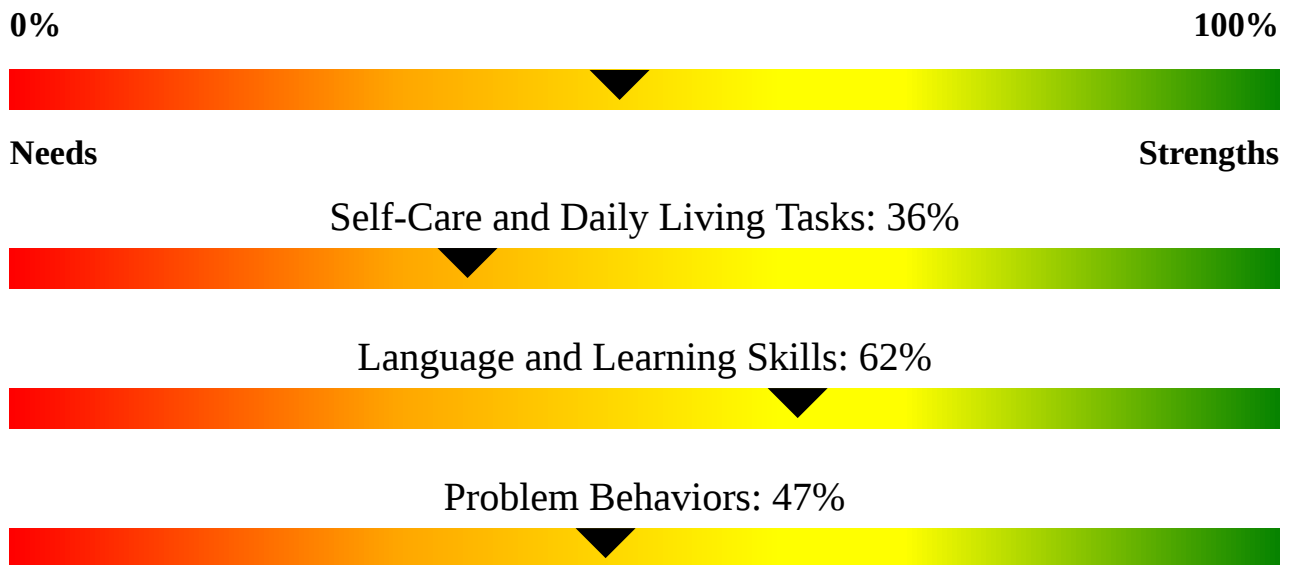 0% 100%
Needs Strengths
Self-Care and Daily Living Tasks: 36%
Language and Learning Skills: 62%
Problem Behaviors: 47%